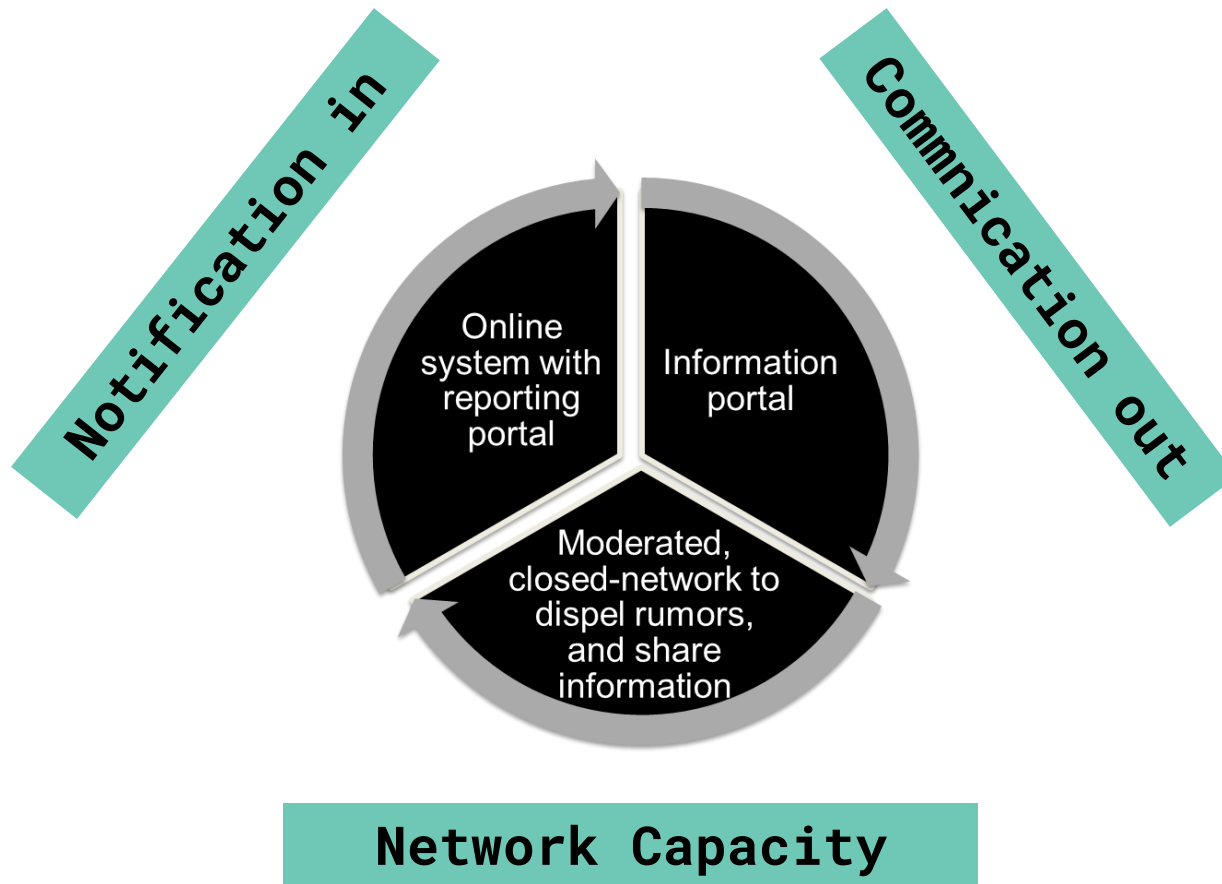 Notification in
Commnication out
Online
system with
reporting
portal
Information
portal
Moderated,
closed-network to
dispel rumors,
and share
information
Network Capacity